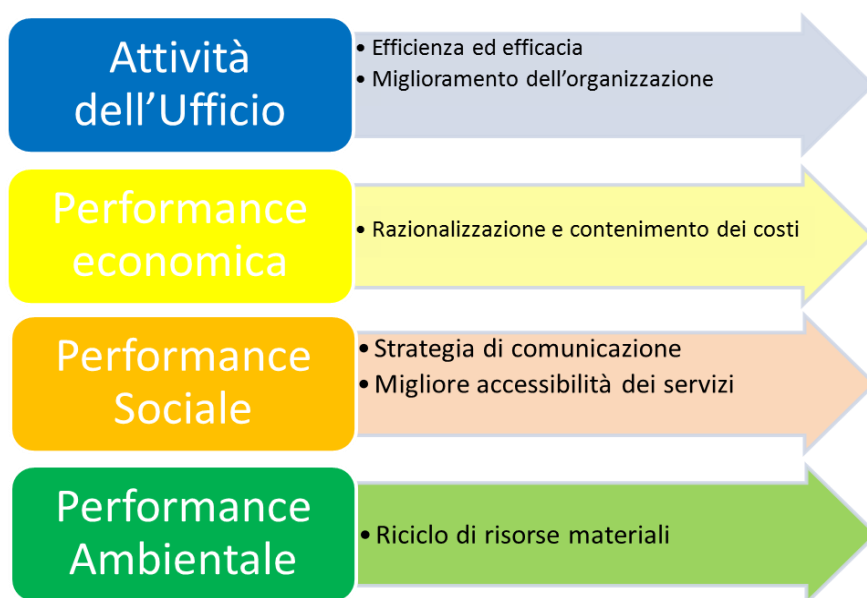 Attività
dell’Ufficio
• Efficienza ed efficacia
• Miglioramento dell’organizzazione
Performance
economica
• Razionalizzazione e contenimento dei costi
Performance
Sociale
• Strategia di comunicazione
• Migliore accessibilità dei servizi
Performance
Ambientale
• Riciclo di risorse materiali